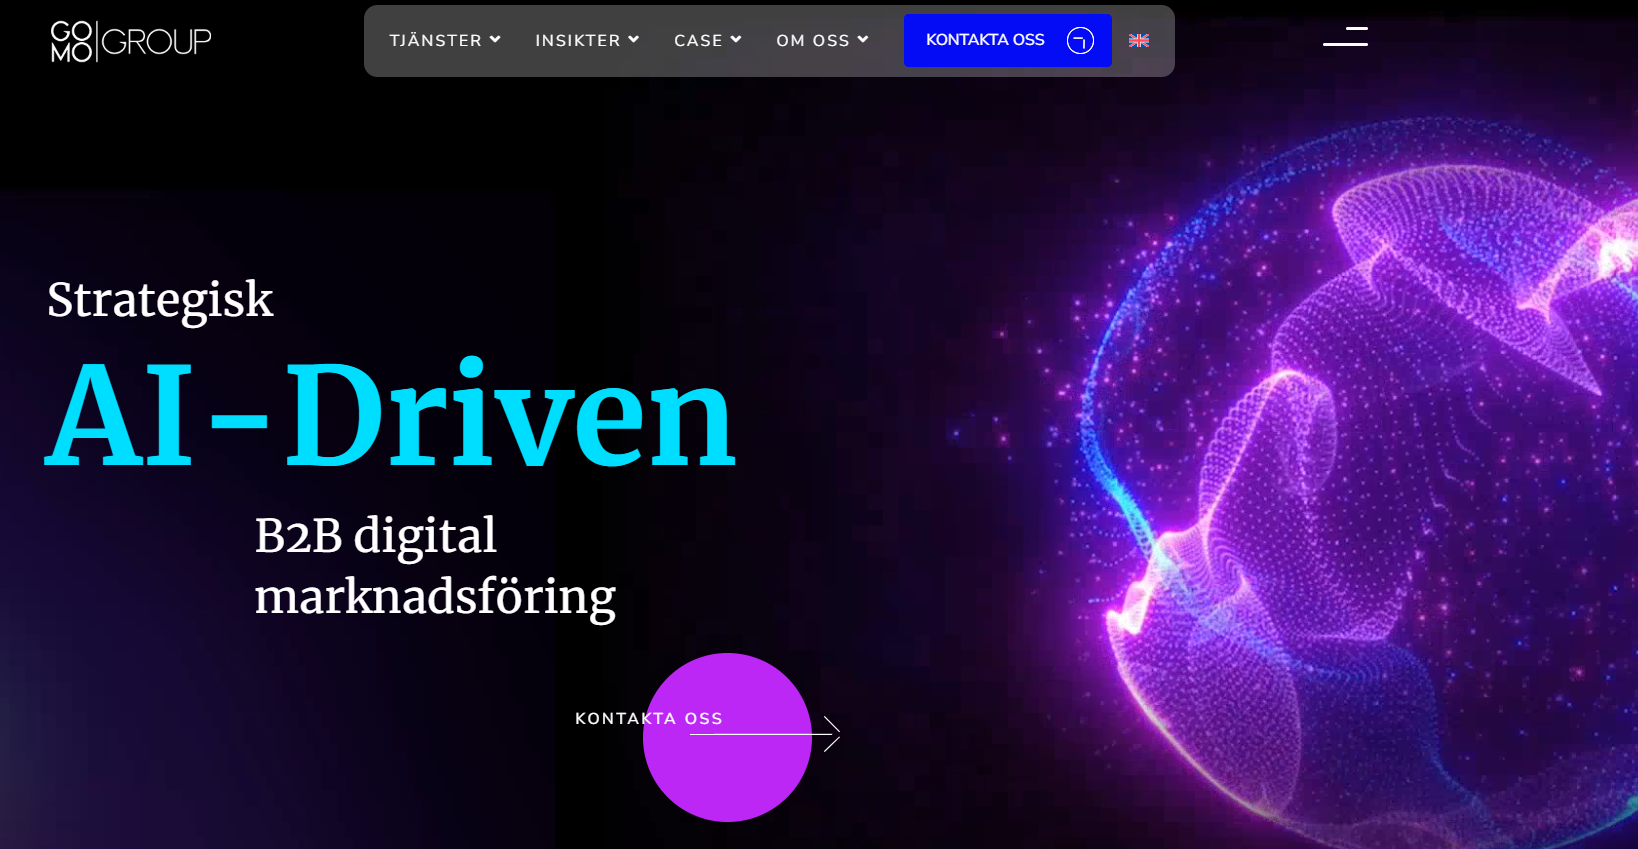 GO
MO GROUP
TJÄNSTER INSIKTER CASE OM OSS KONTAKTA OSS
Strategisk
AI-Driven
B2B digital
marknadsföring
KONTAKTA OSS